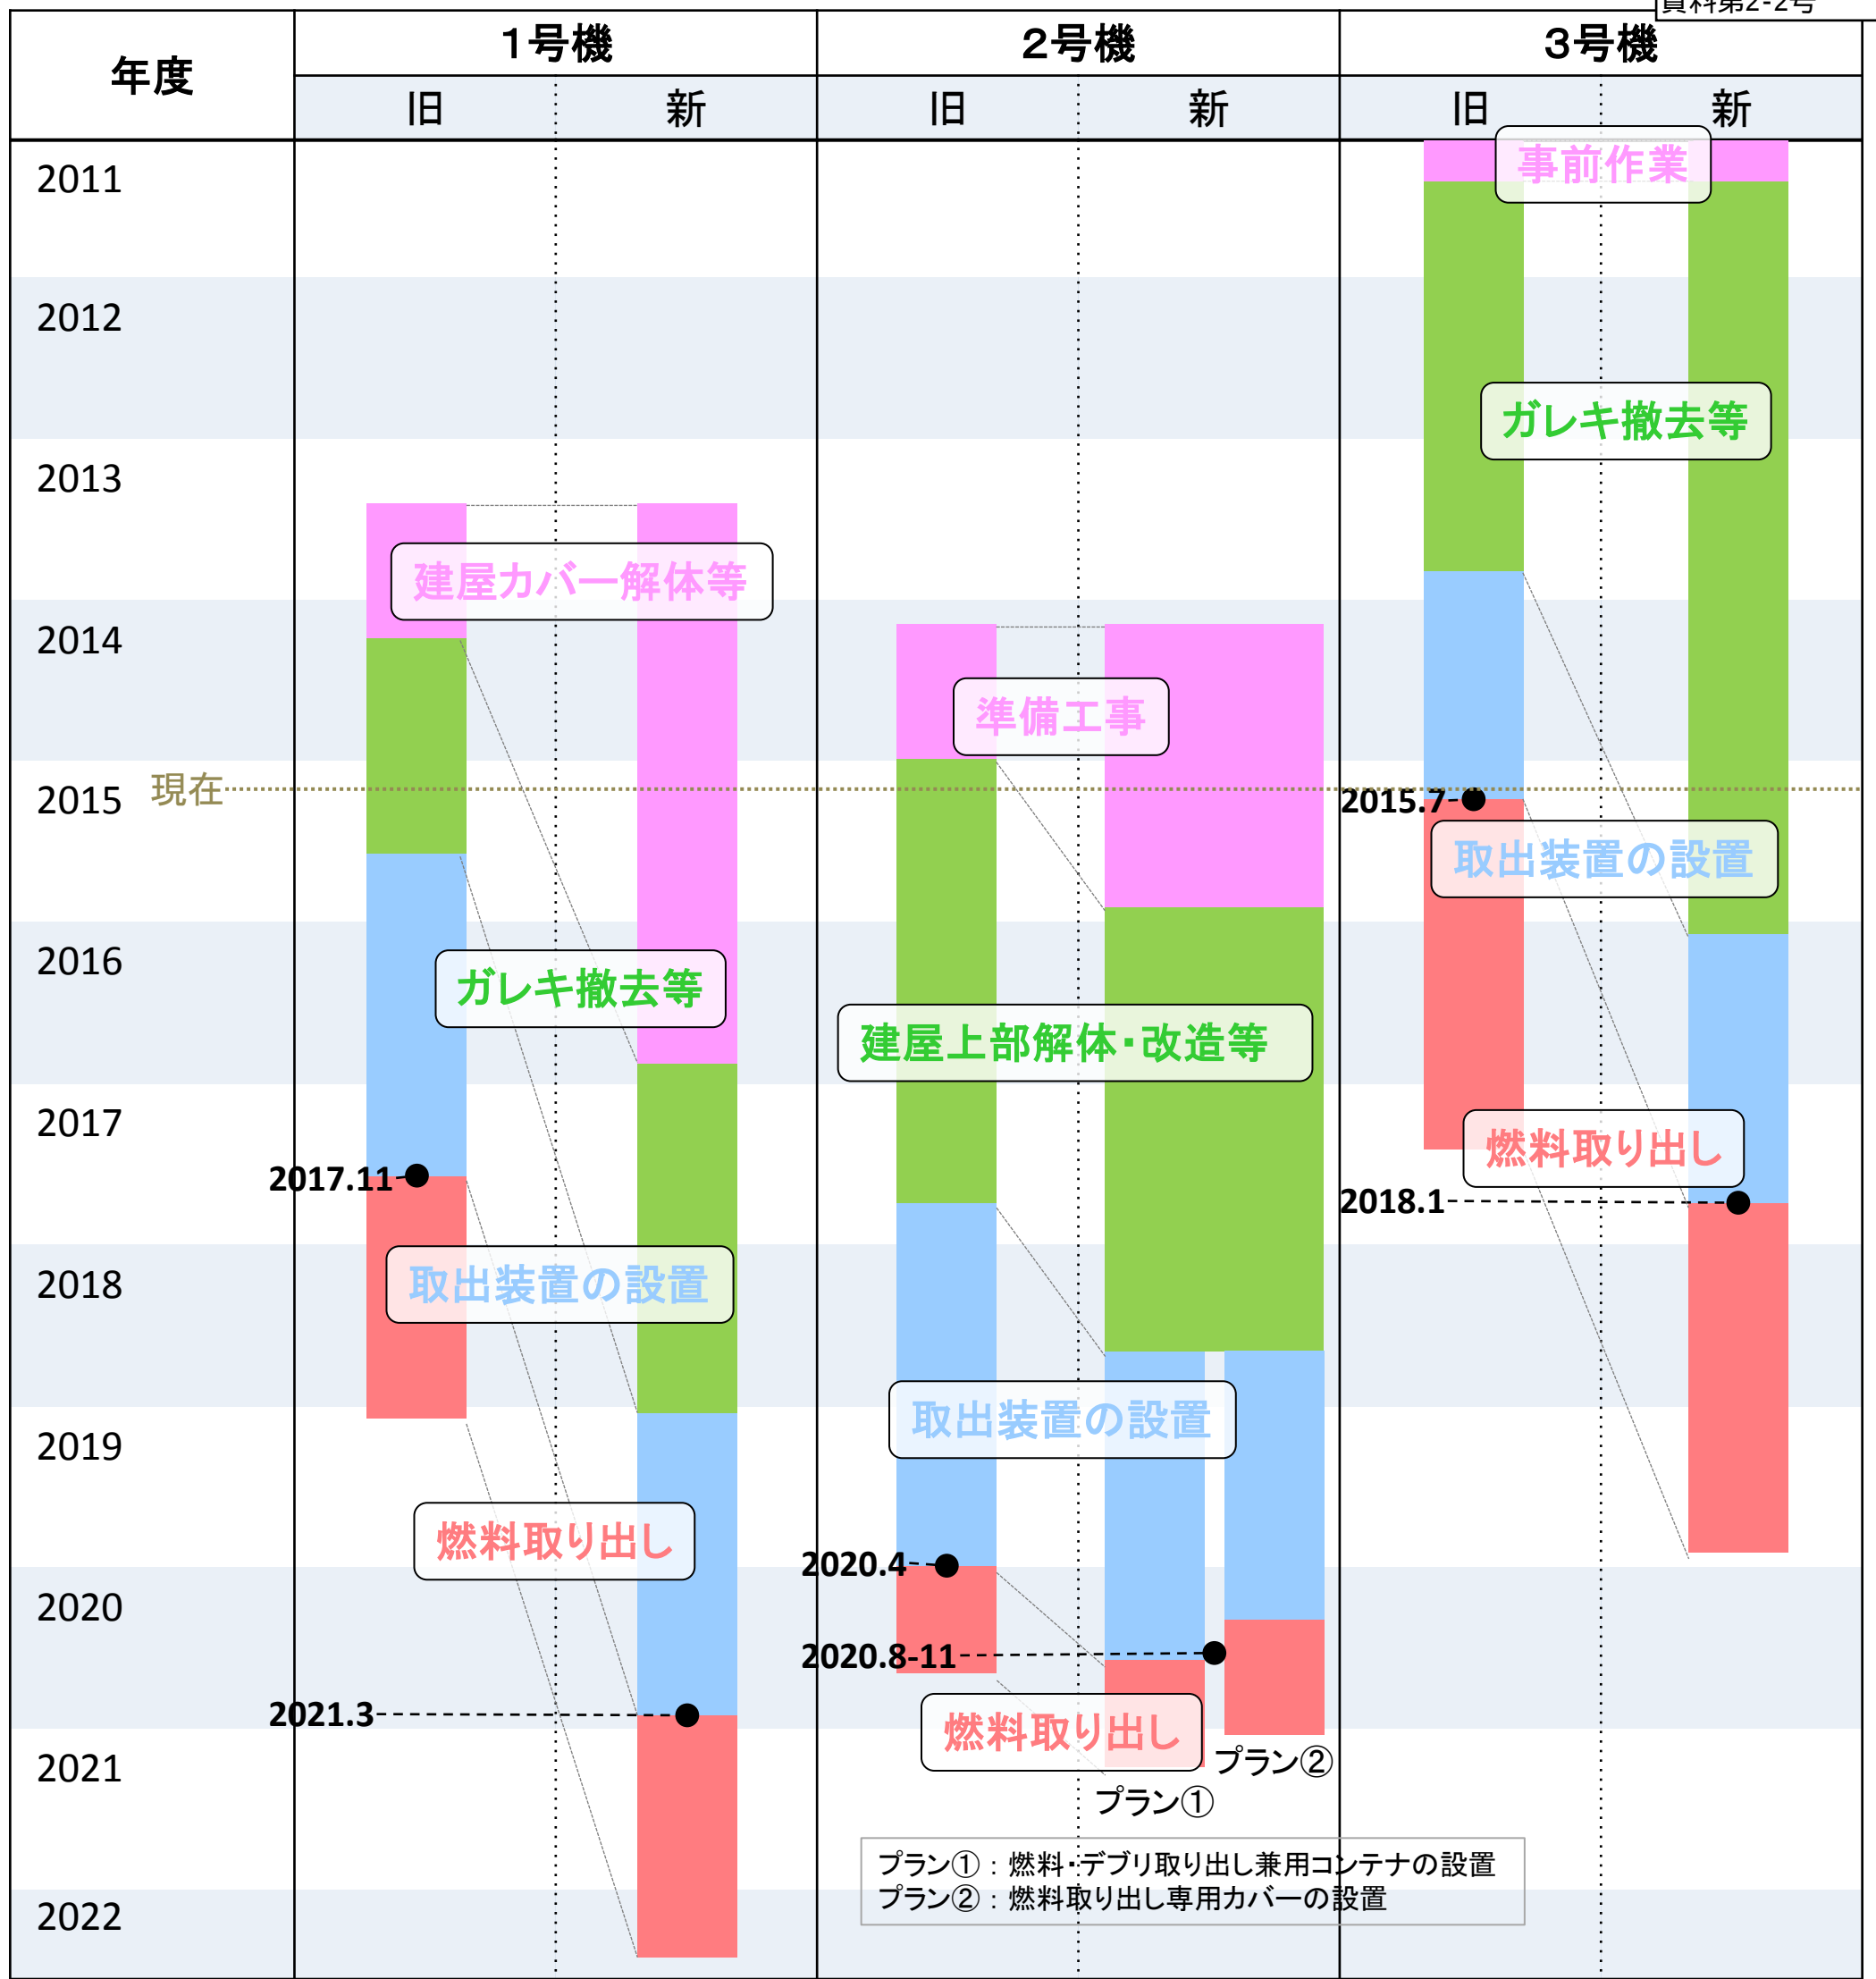 資料第2-2号
年度
1号機
2号機
3号機
旧
新
旧
新
旧
新
2011
事前作業
2012
ガレキ撤去等
2013
建屋カバー解体等
2014
準備工事
現在
2015
2015.7
取出装置の設置
2016
ガレキ撤去等
建屋上部解体・改造等
2017
燃料取り出し
2017.11
2018.1
2018
取出装置の設置
取出装置の設置
2019
燃料取り出し
2020.4
2020
2020.8-11
2021.3
燃料取り出し
2021
プラン②
プラン①
プラン①：燃料・デブリ取り出し兼用コンテナの設置
プラン②：燃料取り出し専用カバーの設置
2022